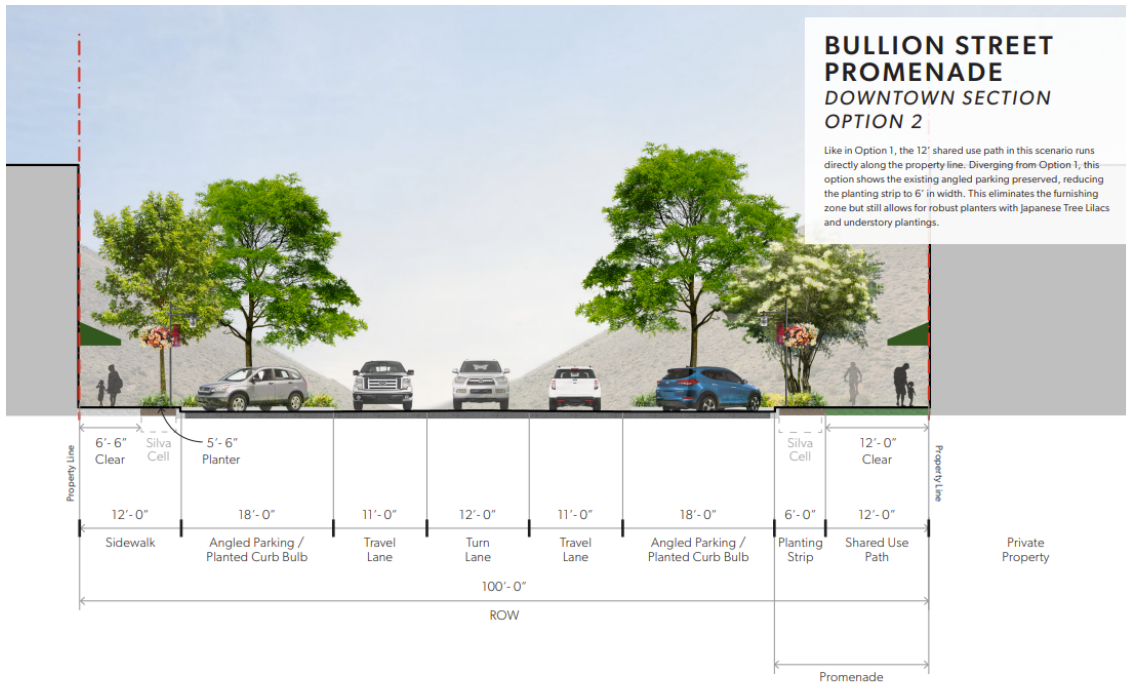 BULLION STREET
PROMENADE
DOWNTOWN SECTION
OPTION 2
Like in Option 1, the 12’ shared use path in this scenario runs
directly along the property line. Diverging from Option 1, this
option shows the existing angled parking preserved, reducing
the planting strip to 6’ in width. This eliminates the furnishing
zone but still allows for robust planters with Japanese Tree Lilacs
and understory plantings.
6’-6”
Clear
Silva
Cell
5’-6”
Planter
Silva
Cell
12’-0”
Clear
Property Line
Property Line
12’-0”
18’-0”
11’-0”
12’-0”
11’-0”
18’-0”
6’-0”
12’-0”
Sidewalk
Angled Parking /
Planted Curb Bulb
Travel
Lane
Turn
Lane
Travel
Lane
Angled Parking /
Planted Curb Bulb
Planting
Strip
Shared Use
Path
Private
Property
100’-0”
ROW
Promenade